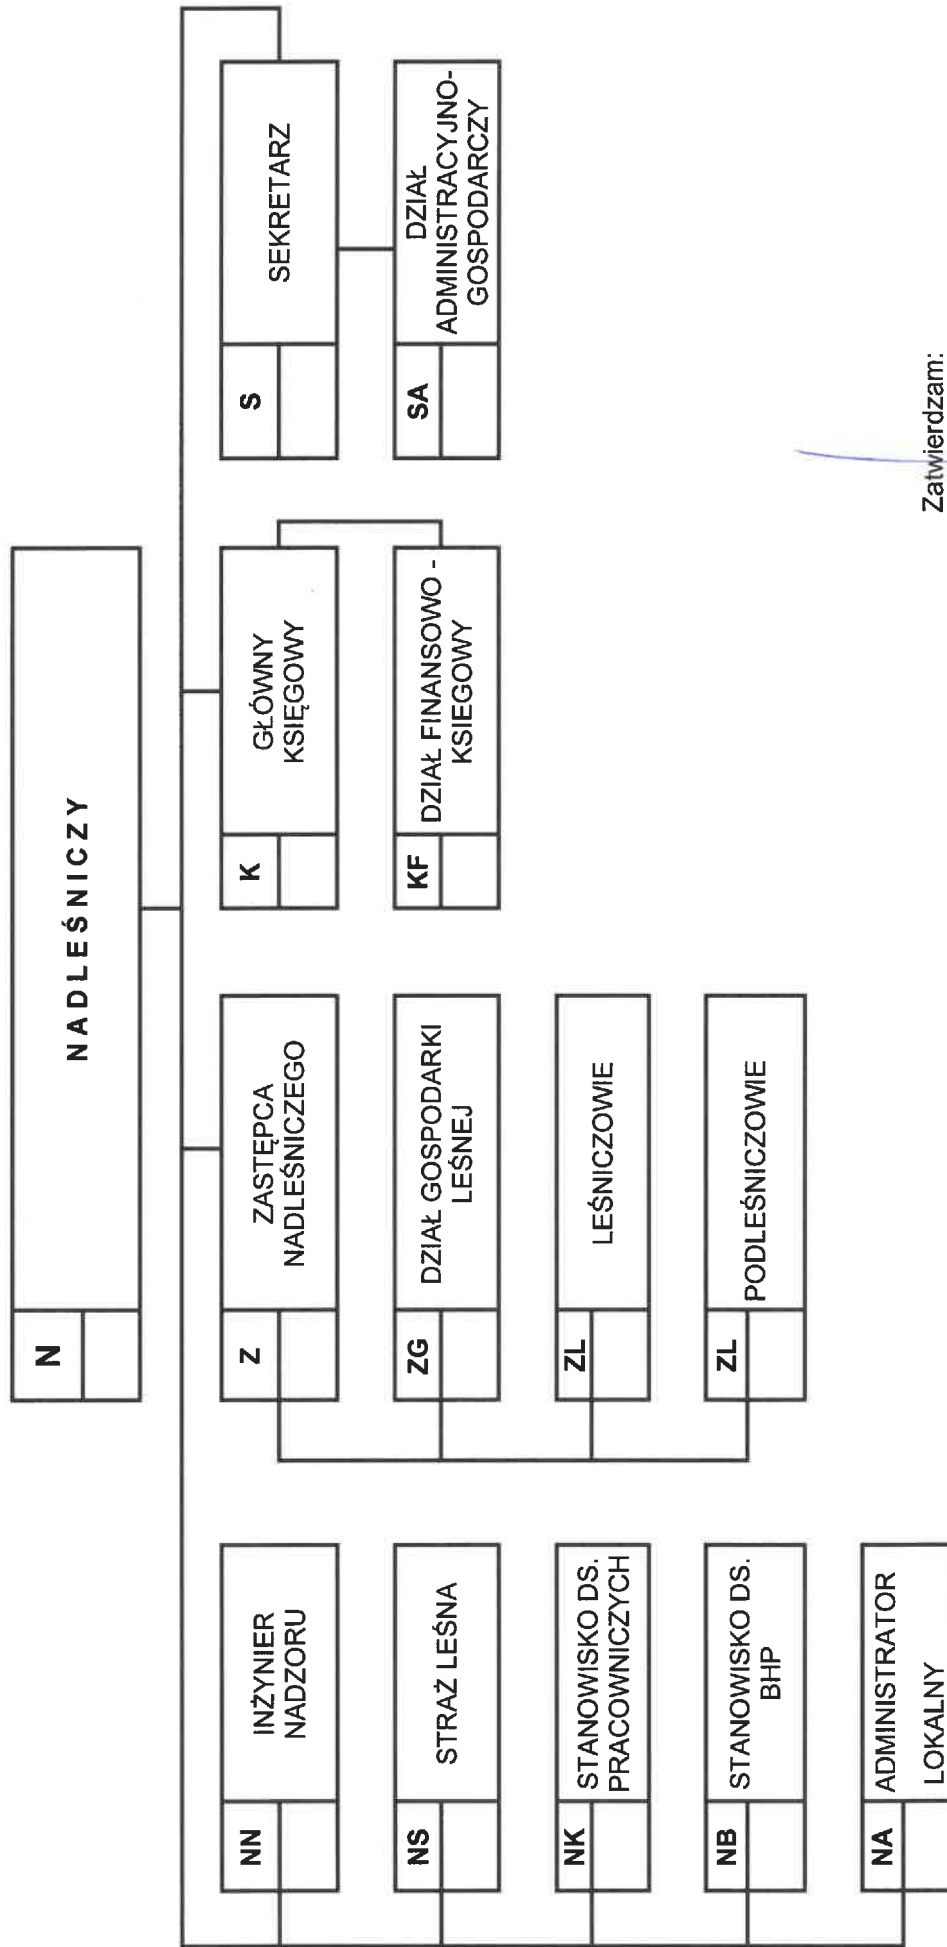 N
NADLEŚNICZY
NN
INŻYNIER
NADZORU
NS
STRAŻ LEŚNA
NK
STANOWISKO DS.
PRACOWNICZYCH
NB
STANOWISKO DS.
BHP
NA
ADMINISTRATOR
LOKALNY
Z
ZASTĘPCA
NADLEŚNICZEGO
ZG
DZIAŁ GOSPODARKI
LEŚNEJ
ZL
LEŚNICZOWIE
ZL
PODLEŚNICZOWIE
K
GŁÓWNY
KSIĘGOWY
KF
DZIAŁ FINANSOWO -
KSIEGOWY
S
SEKRETARZ
SA
DZIAŁ
ADMINISTRACYJNO-
GOSPODARCZY
Zatwierdzam: